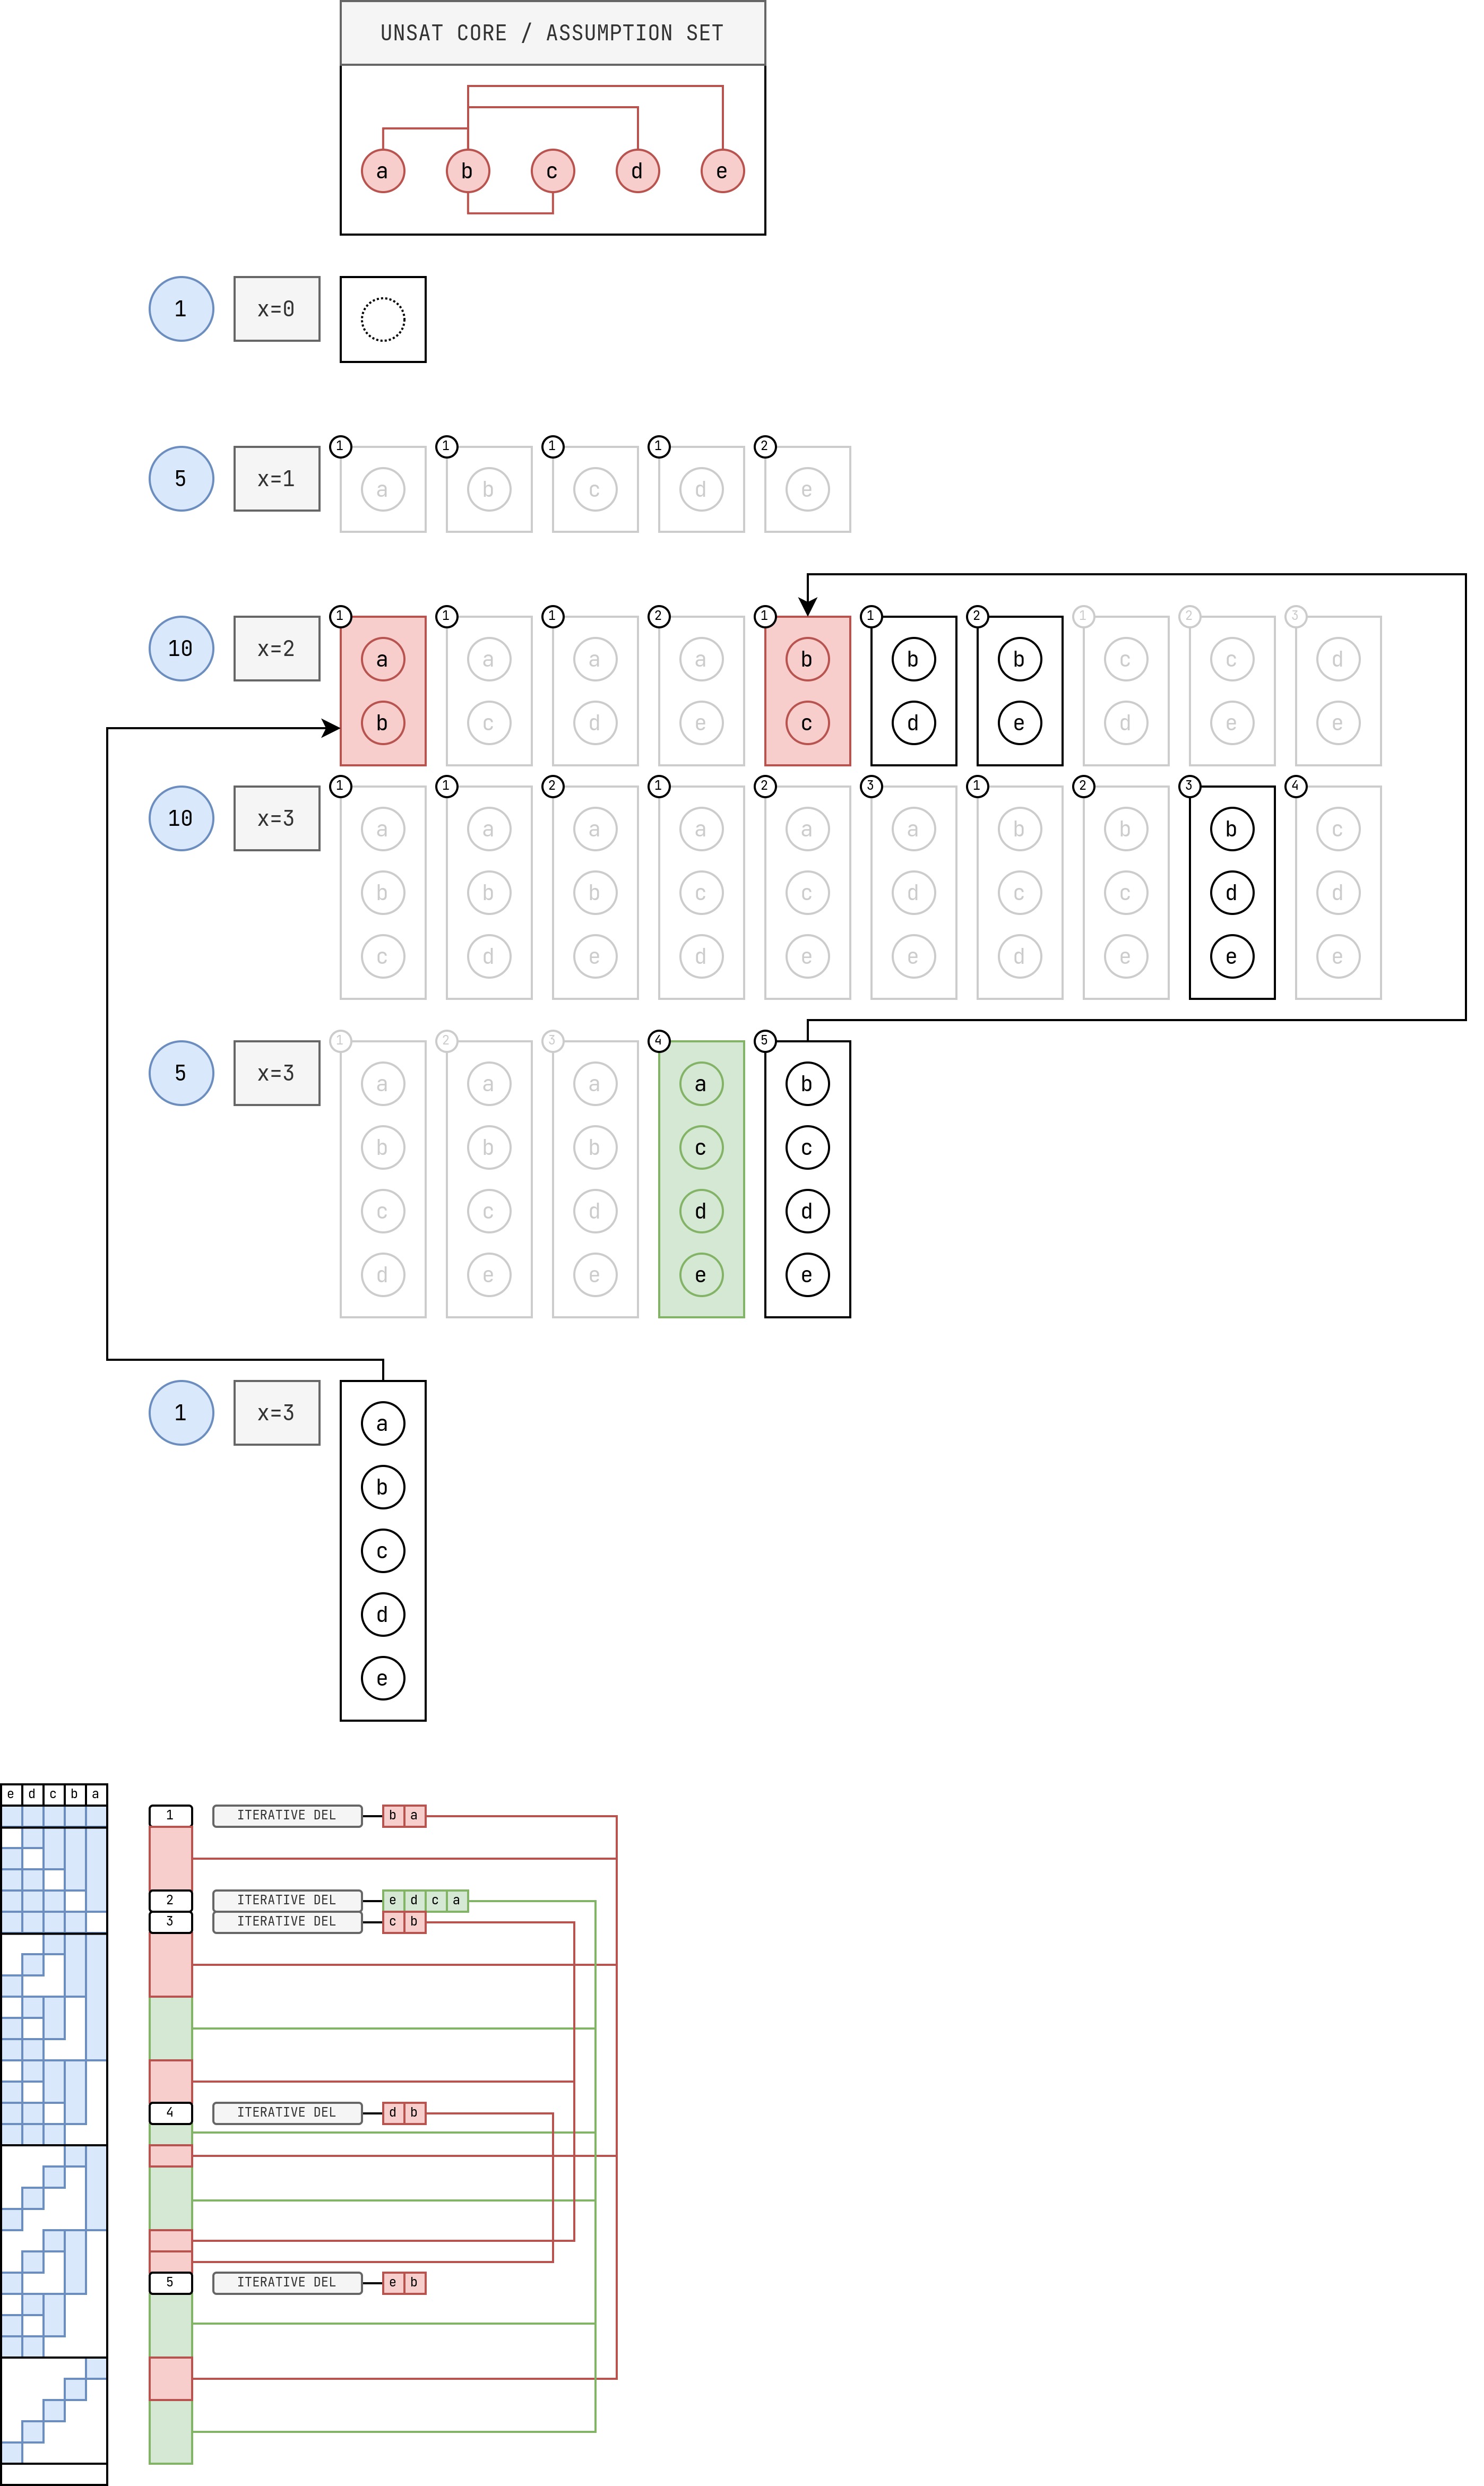 UNSAT CORE / ASSUMPTION SET
a b c d e
1 x=0
1 1 1 1 2
5 x=1 a b c d e
1 1 1 2 1 1 2 1 2 3
10 x=2 a a a a b b b c c d
b c d e c d e d e e
1 1 2 1 2 3 1 2 3 4
10 x=3 a a a a a a b b b c
b b b c c d c c d d
c d e d e e d e e e
1 2 3 4 5
5 x=3 a a a a b
b b b c c
c c d d d
d e e e e
1 x=3 a
b
c
d
e
e d c b a
1 ITERATIVE DEL b a
2 ITERATIVE DEL e d c a
3 ITERATIVE DEL c b
4 ITERATIVE DEL d b
5 ITERATIVE DEL e b